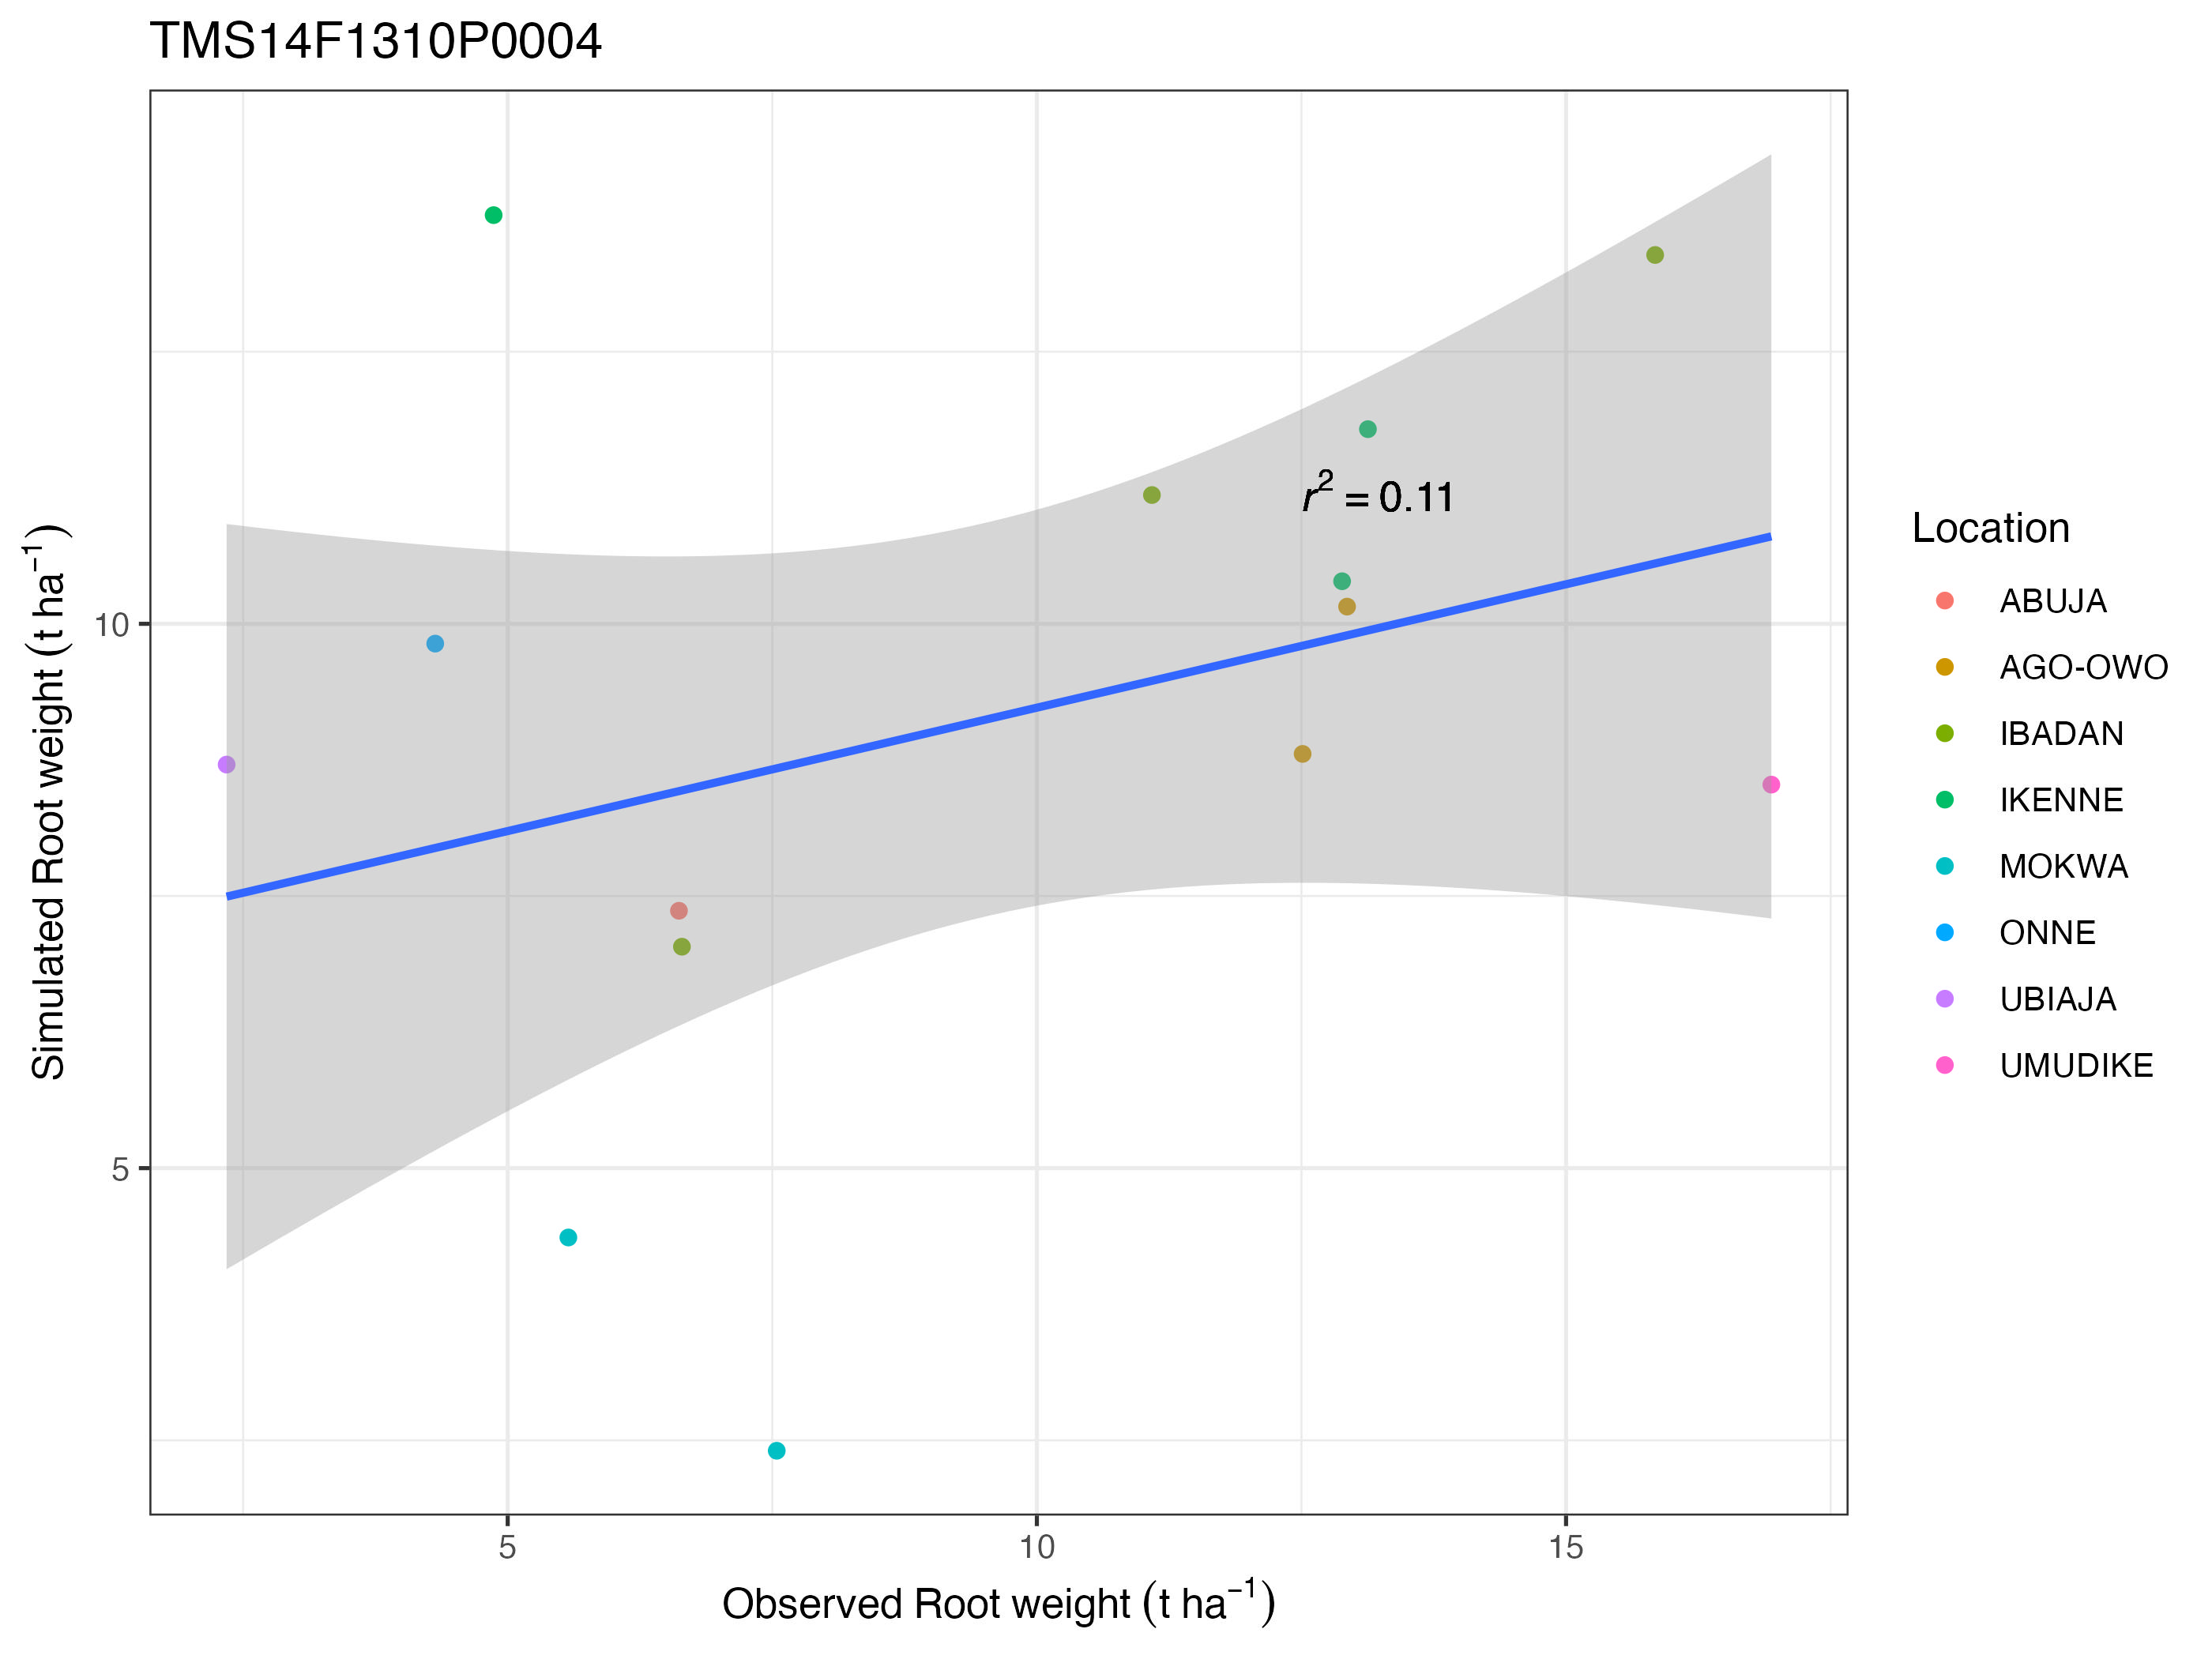 TMS14F1310P0004
Simulated Root weight (t ha⁻¹)
10
5
r² = 0.11
5 10 15
Observed Root weight (t ha⁻¹)
Location
ABUJA
AGO-OWO
IBADAN
IKENNE
MOKWA
ONNE
UBIAJA
UMUDIKE